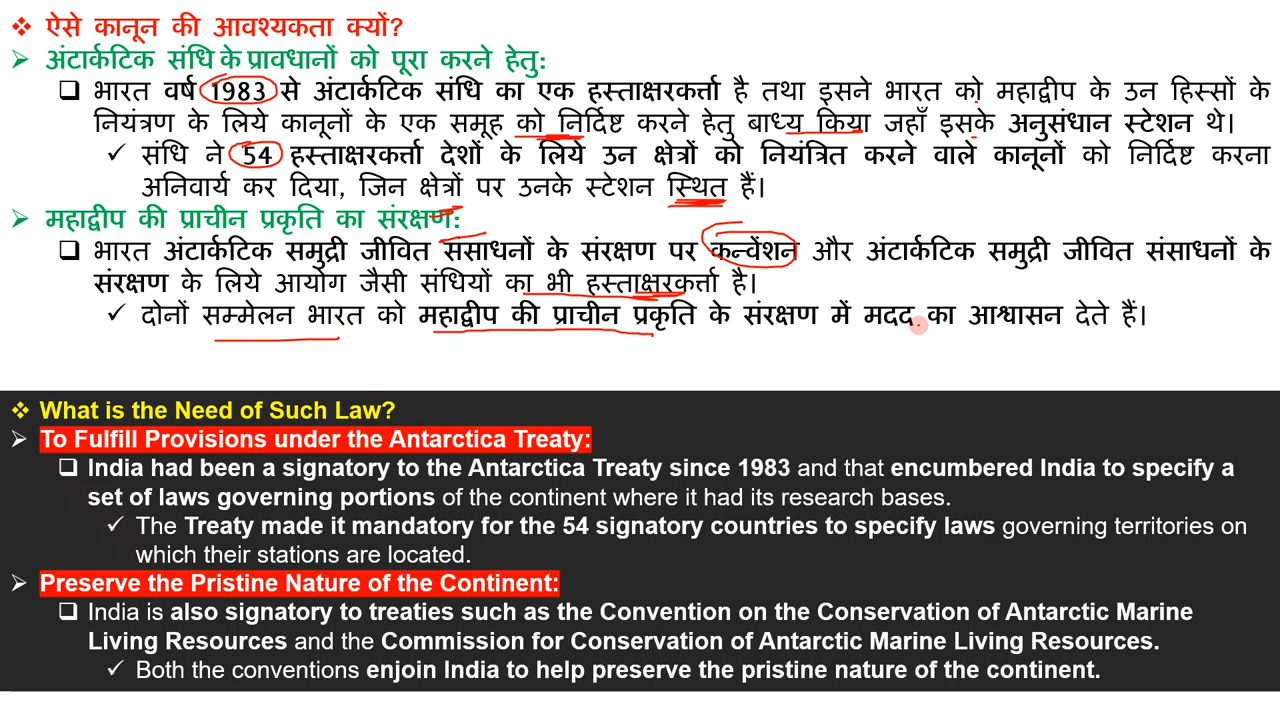 ❖ ऐसे कानून की आवश्यकता क्यों?
➢ अंटार्कटिक संधि के प्रावधानों को पूरा करने हेतु:
❑ भारत वर्ष 1983 से अंटार्कटिक संधि का एक हस्ताक्षरकर्त्ता है तथा इसने भारत को महाद्वीप के उन हिस्सों के
नियंत्रण के लिये कानूनों के एक समूह को निर्दिष्ट करने हेतु बाध्य किया जहाँ इसके अनुसंधान स्टेशन थे।
✓ संधि ने 54 हस्ताक्षरकर्त्ता देशों के लिये उन क्षेत्रों को नियंत्रित करने वाले कानूनों को निर्दिष्ट करना
अनिवार्य कर दिया, जिन क्षेत्रों पर उनके स्टेशन स्थित हैं।
➢ महाद्वीप की प्राचीन प्रकृति का संरक्षण:
❑ भारत अंटार्कटिक समुद्री जीवित संसाधनों के संरक्षण पर कन्वेंशन और अंटार्कटिक समुद्री जीवित संसाधनों के
संरक्षण के लिये आयोग जैसी संधियों का भी हस्ताक्षरकर्त्ता है।
✓ दोनों सम्मेलन भारत को महाद्वीप की प्राचीन प्रकृति के संरक्षण में मदद का आश्वासन देते हैं।
❖ What is the Need of Such Law?
➢ To Fulfill Provisions under the Antarctica Treaty:
❑ India had been a signatory to the Antarctica Treaty since 1983 and that encumbered India to specify a
set of laws governing portions of the continent where it had its research bases.
✓ The Treaty made it mandatory for the 54 signatory countries to specify laws governing territories on
which their stations are located.
➢ Preserve the Pristine Nature of the Continent:
❑ India is also signatory to treaties such as the Convention on the Conservation of Antarctic Marine
Living Resources and the Commission for Conservation of Antarctic Marine Living Resources.
✓ Both the conventions enjoin India to help preserve the pristine nature of the continent.